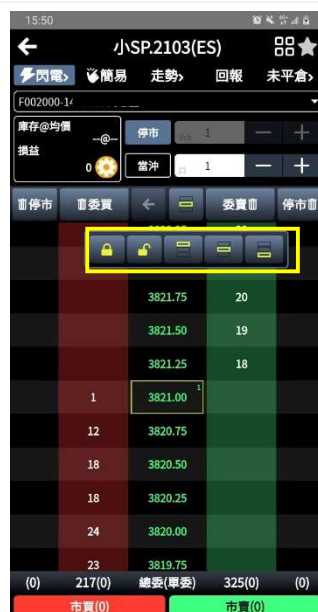 15:50
小SP.2103(ES)
閃電> 簡易 走勢> 回報 未平倉>
F002000-14
庫存@均價 --@-- 停市 1 — +
損益 0 當沖 1 — +
停市 委買 ← 委賣 停市
3821.75 20
3821.50 19
3821.25 18
1 3821.00 1
12 3820.75
18 3820.50
18 3820.25
24 3820.00
23 3819.75
(0) 217(0) 總委(單委) 325(0) (0)
市買(0) 市賣(0)